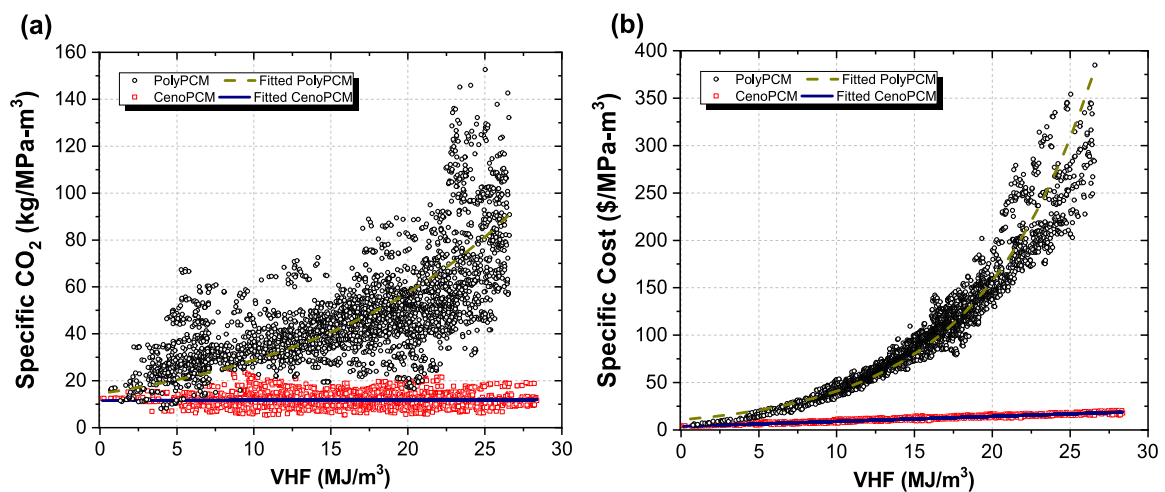 (a)
Specific CO2 (kg/MPa-m3)
160
140
120
100
80
60
40
20
0
PolyPCM
Fitted PolyPCM
CenoPCM
Fitted CenoPCM
0 5 10 15 20 25 30
VHF (MJ/m3)
(b)
Specific Cost ($/MPa-m3)
400
350
300
250
200
150
100
50
0
PolyPCM
Fitted PolyPCM
CenoPCM
Fitted CenoPCM
0 5 10 15 20 25 30
VHF (MJ/m3)